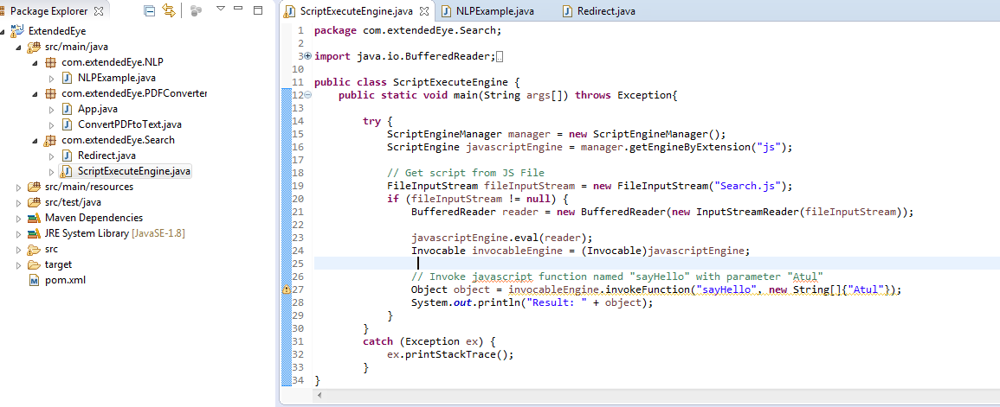 Package Explorer
ExtendedEye
src/main/java
com.extendedEye.NLP
NLPExample.java
com.extendedEye.PDFConverter
App.java
ConvertPDFtoText.java
com.extendedEye.Search
Redirect.java
ScriptExecuteEngine.java
src/main/resources
src/test/java
Maven Dependencies
JRE System Library [JavaSE-1.8]
src
target
pom.xml
ScriptExecuteEngine.java NLPExample.java Redirect.java
1 package com.extendedEye.Search;
2
3 import java.io.BufferedReader;
10
11 public class ScriptExecuteEngine {
12 public static void main(String args[]) throws Exception{
13
14 try {
15 ScriptEngineManager manager = new ScriptEngineManager();
16 ScriptEngine javascriptEngine = manager.getEngineByExtension("js");
17
18 // Get script from JS File
19 FileInputStream fileInputStream = new FileInputStream("Search.js");
20 if (fileInputStream != null) {
21 BufferedReader reader = new BufferedReader(new InputStreamReader(fileInputStream));
22
23 javascriptEngine.eval(reader);
24 Invocable invocableEngine = (Invocable)javascriptEngine;
25
26 // Invoke javascript function named "sayHello" with parameter "Atul"
27 Object object = invocableEngine.invokeFunction("sayHello", new String[]{"Atul"});
28 System.out.println("Result: " + object);
29 }
30 }
31 catch (Exception ex) {
32 ex.printStackTrace();
33 }
34 }